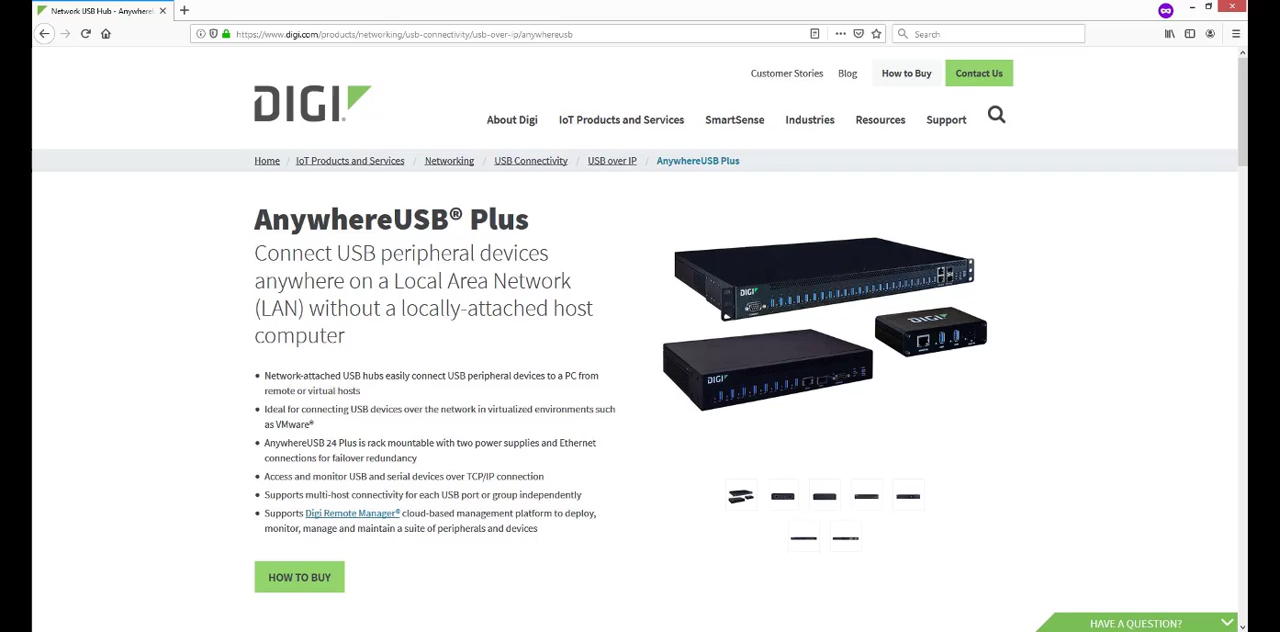 Network USB Hub - Anywhere
https://www.digi.com/products/networking/usb-connectivity/usb-over-ip/anywhereusb
Search
Customer Stories
Blog
How to Buy
Contact Us
DIGI
About Digi
IoT Products and Services
SmartSense
Industries
Resources
Support
Home / IoT Products and Services / Networking / USB Connectivity / USB over IP / AnywhereUSB Plus
AnywhereUSB® Plus
Connect USB peripheral devices
anywhere on a Local Area Network
(LAN) without a locally-attached host
computer
• Network-attached USB hubs easily connect USB peripheral devices to a PC from
remote or virtual hosts
• Ideal for connecting USB devices over the network in virtualized environments such
as VMware®
• AnywhereUSB 24 Plus is rack mountable with two power supplies and Ethernet
connections for failover redundancy
• Access and monitor USB and serial devices over TCP/IP connection
• Supports multi-host connectivity for each USB port or group independently
• Supports Digi Remote Manager® cloud-based management platform to deploy,
monitor, manage and maintain a suite of peripherals and devices
HOW TO BUY
DIGI
DIGI
DIGI
HAVE A QUESTION?